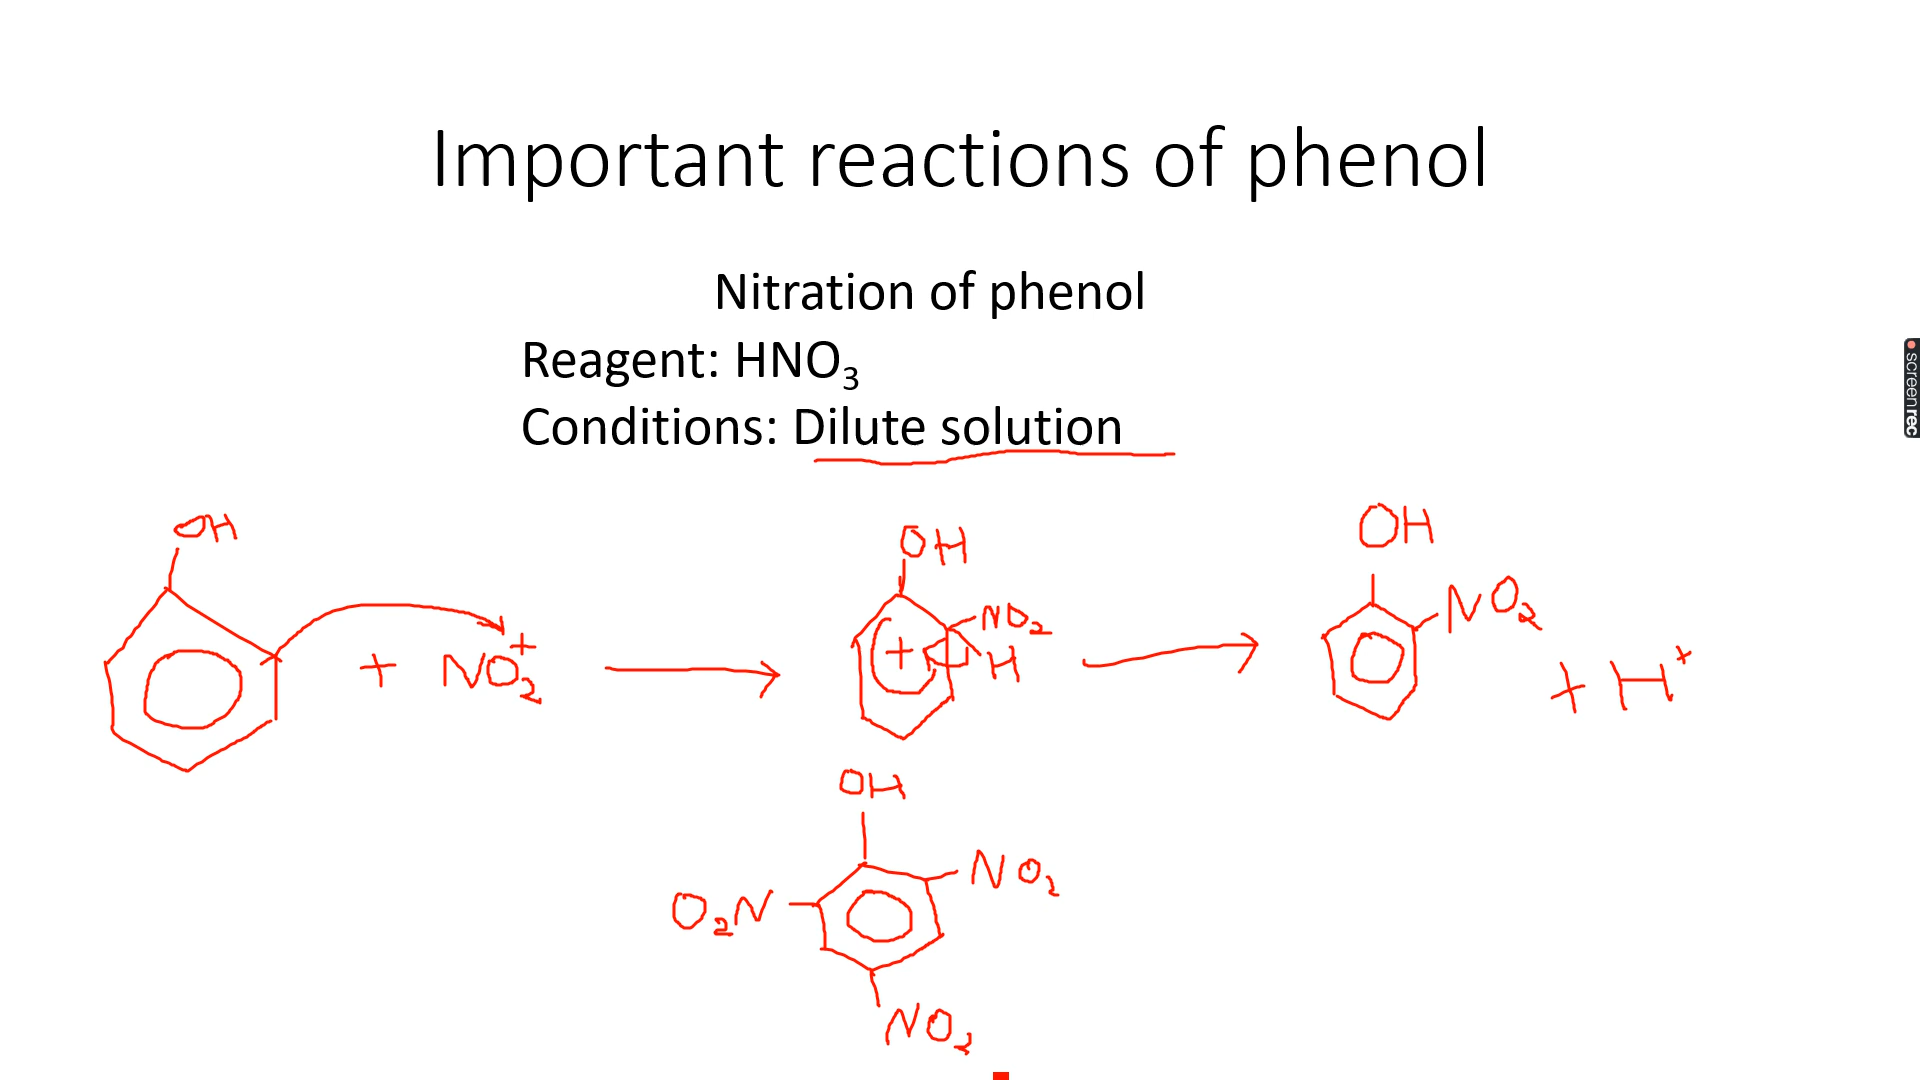 Important reactions of phenol
Nitration of phenol
Reagent: HNO₃
Conditions: Dilute solution
OH
+ NO₂⁺
OH
NO₂
+
H
OH
NO₂
+ H⁺
OH
NO₂
O₂N
NO₂
screenrec